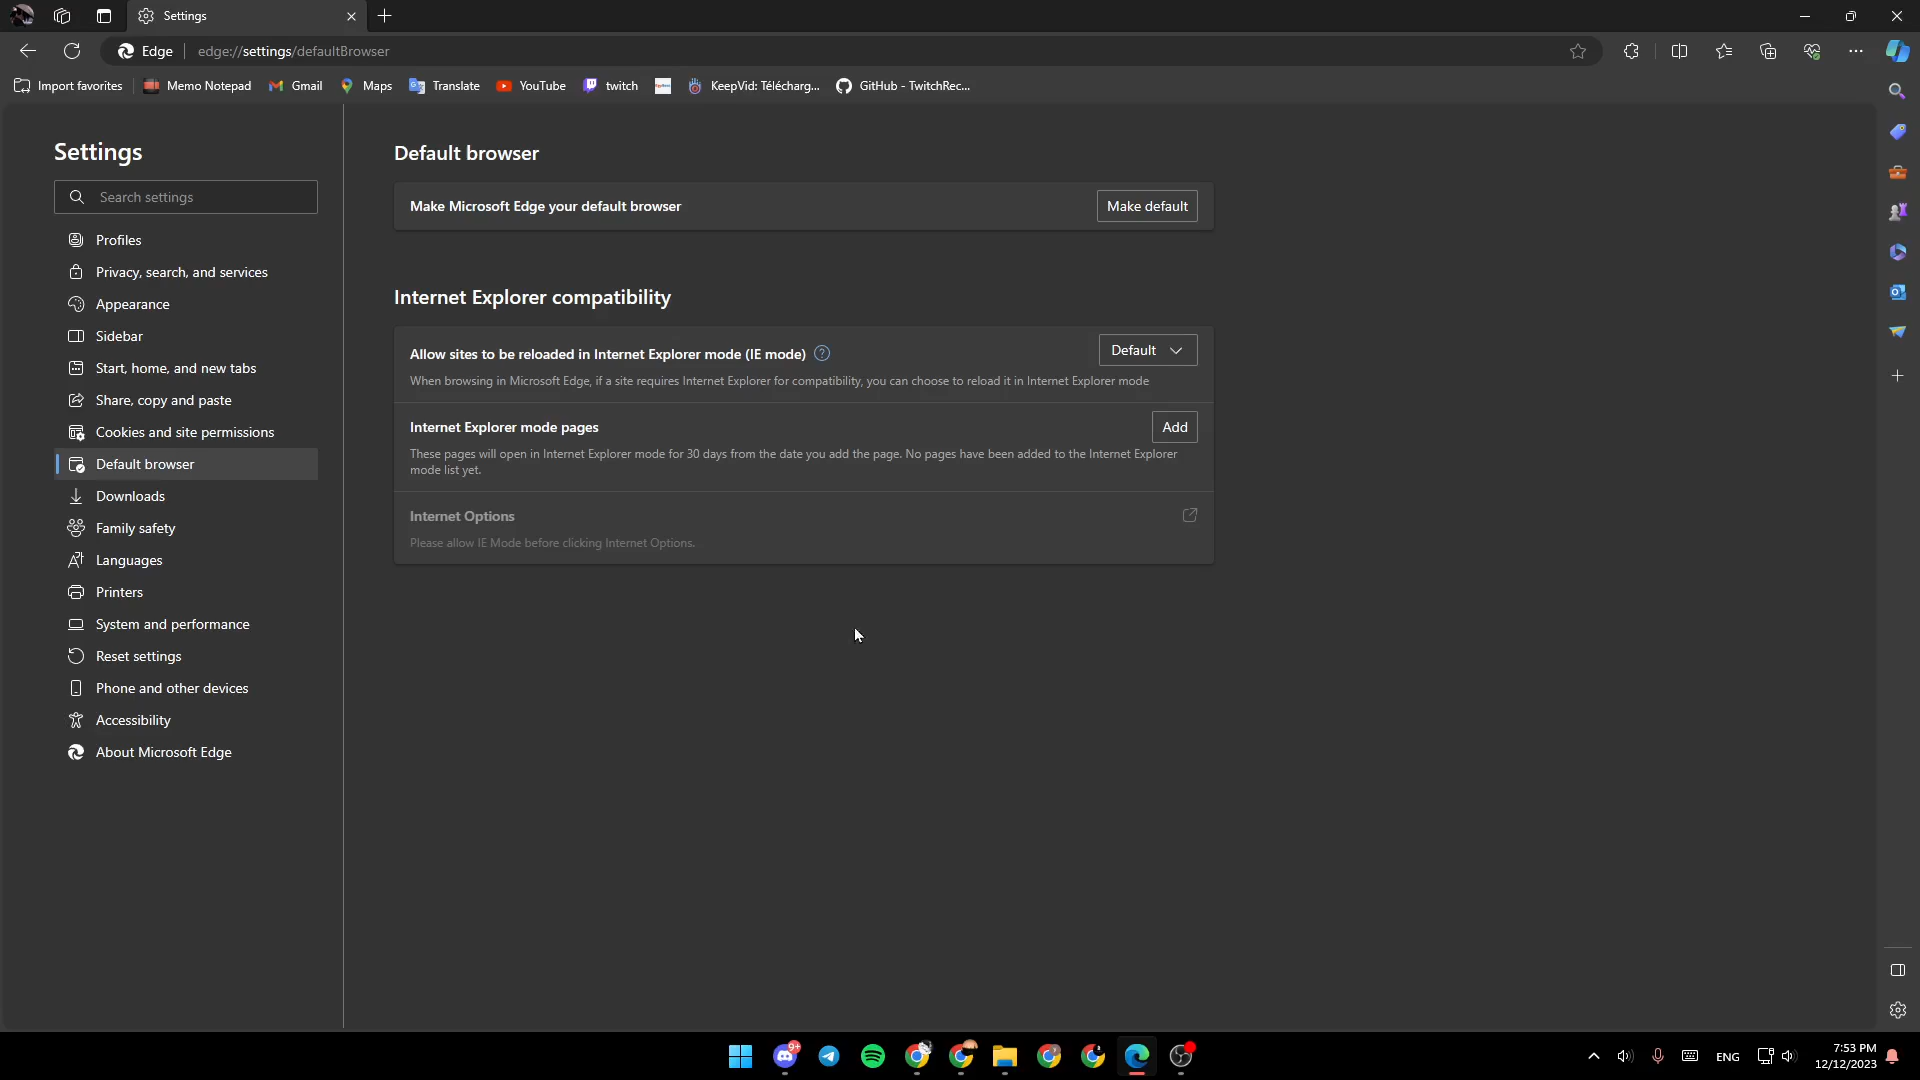 Settings
Edge
edge://settings/defaultBrowser
Import favorites
Memo Notepad
Gmail
Maps
Translate
YouTube
twitch
KeepVid: Télécharg...
GitHub - TwitchRec...
Settings
Search settings
Profiles
Privacy, search, and services
Appearance
Sidebar
Start, home, and new tabs
Share, copy and paste
Cookies and site permissions
Default browser
Downloads
Family safety
Languages
Printers
System and performance
Reset settings
Phone and other devices
Accessibility
About Microsoft Edge
Default browser
Make Microsoft Edge your default browser
Make default
Internet Explorer compatibility
Allow sites to be reloaded in Internet Explorer mode (IE mode)
Default
When browsing in Microsoft Edge, if a site requires Internet Explorer for compatibility, you can choose to reload it in Internet Explorer mode
Internet Explorer mode pages
Add
These pages will open in Internet Explorer mode for 30 days from the date you add the page. No pages have been added to the Internet Explorer
mode list yet.
Internet Options
Please allow IE Mode before clicking Internet Options.
9+
ENG
7:53 PM
12/12/2023